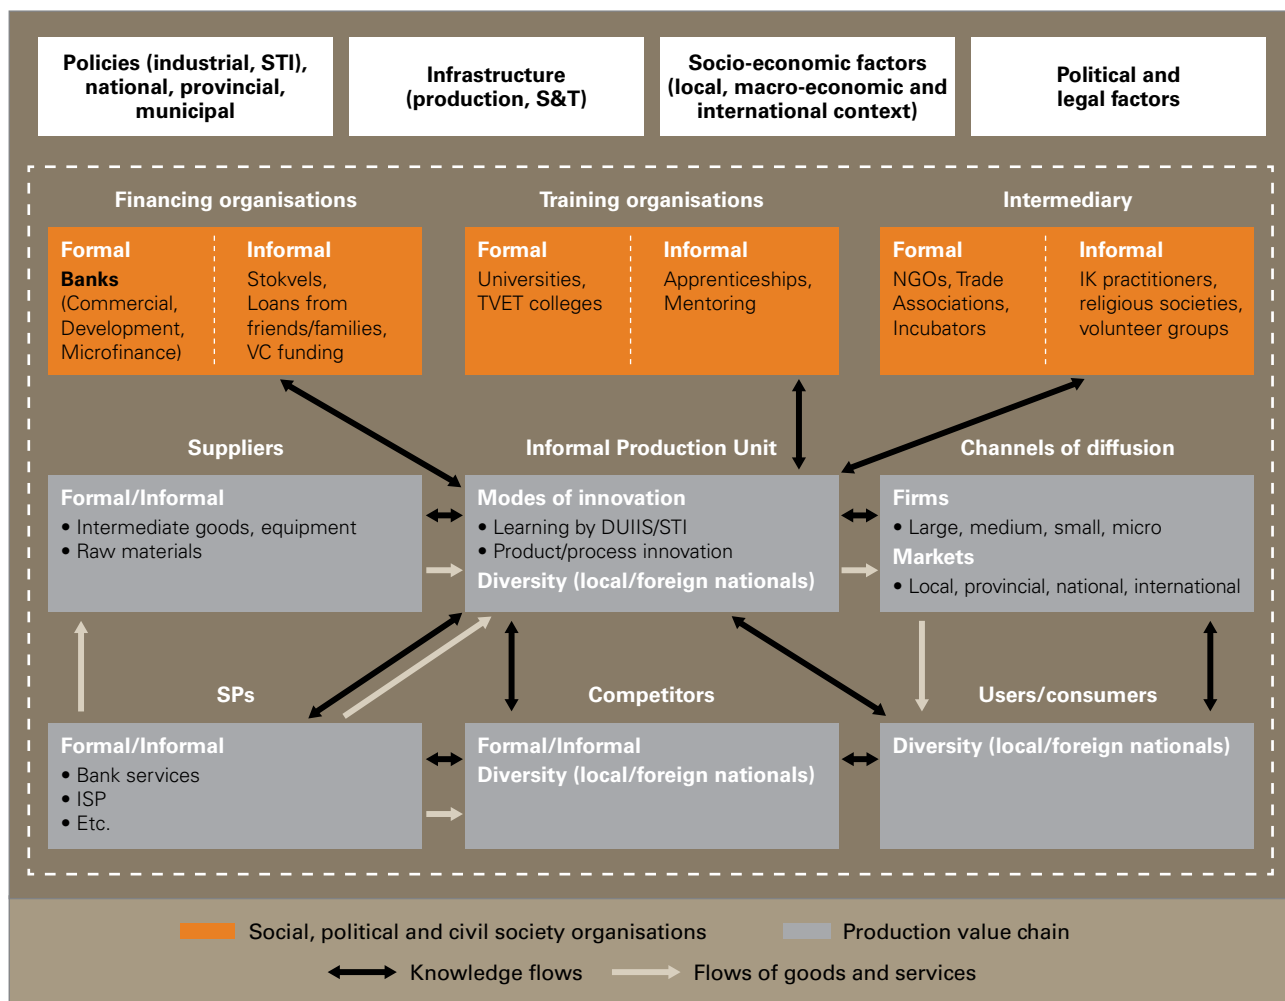 Policies (industrial, STI),
national, provincial,
municipal
Infrastructure
(production, S&T)
Socio-economic factors
(local, macro-economic and
international context)
Political and
legal factors
Financing organisations
Formal
Banks
(Commercial,
Development,
Microfinance)
Informal
Stokvels,
Loans from
friends/families,
VC funding
Training organisations
Formal
Universities,
TVET colleges
Informal
Apprenticeships,
Mentoring
Intermediary
Formal
NGOs, Trade
Associations,
Incubators
Informal
IK practitioners,
religious societies,
volunteer groups
Suppliers
Formal/Informal
• Intermediate goods, equipment
• Raw materials
Informal Production Unit
Modes of innovation
• Learning by DUIIS/STI
• Product/process innovation
Diversity (local/foreign nationals)
Channels of diffusion
Firms
• Large, medium, small, micro
Markets
• Local, provincial, national, international
SPs
Formal/Informal
• Bank services
• ISP
• Etc.
Competitors
Formal/Informal
Diversity (local/foreign nationals)
Users/consumers
Diversity (local/foreign nationals)
Social, political and civil society organisations
Production value chain
Knowledge flows
Flows of goods and services